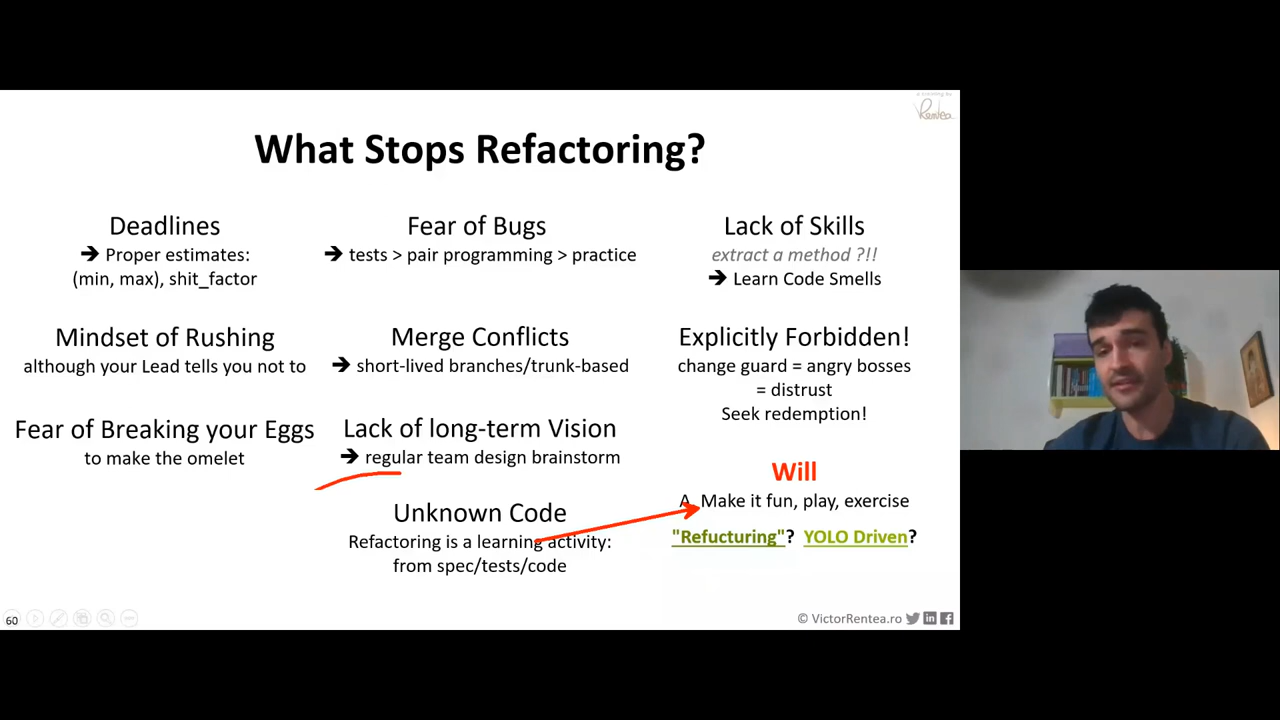 a training by
VRentea
What Stops Refactoring?
Deadlines
➔ Proper estimates:
(min, max), shit_factor
Fear of Bugs
➔ tests > pair programming > practice
Lack of Skills
extract a method ?!!
➔ Learn Code Smells
Mindset of Rushing
although your Lead tells you not to
Merge Conflicts
➔ short-lived branches/trunk-based
Explicitly Forbidden!
change guard = angry bosses
= distrust
Seek redemption!
Fear of Breaking your Eggs
to make the omelet
Lack of long-term Vision
➔ regular team design brainstorm
Unknown Code
Refactoring is a learning activity:
from spec/tests/code
Will
A. Make it fun, play, exercise
"Refucturing"? YOLO Driven?
60
© VictorRentea.ro